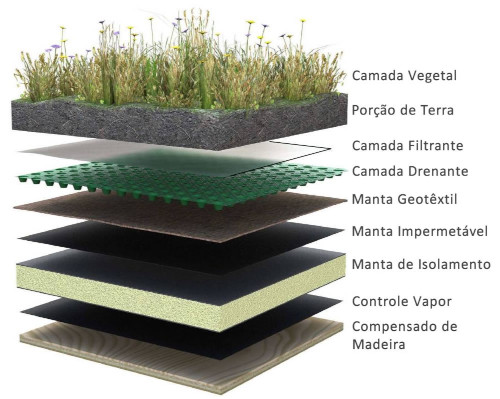 Camada Vegetal
Porção de Terra
Camada Filtrante
Camada Drenante
Manta Geotêxtil
Manta Impermetável
Manta de Isolamento
Controle Vapor
Compensado de
Madeira